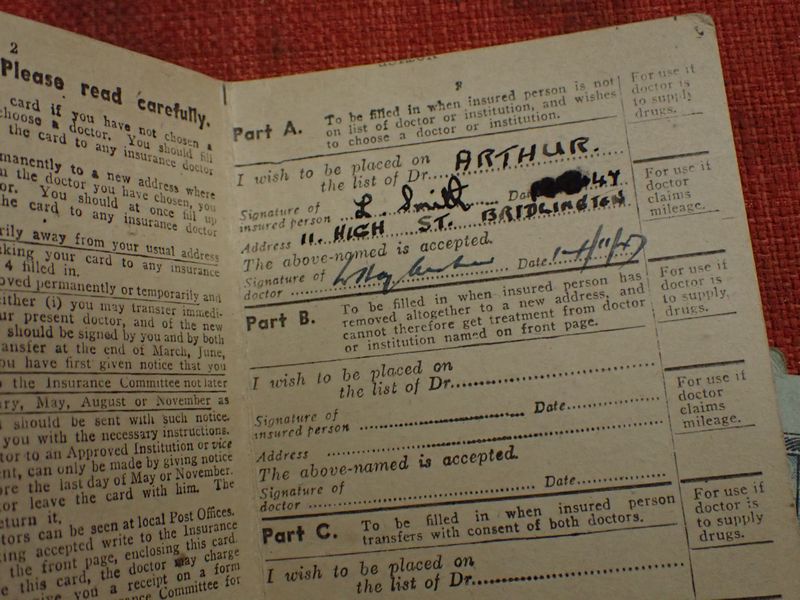 2
Please read carefully.
card if you have not chosen a
choose a doctor. You should fill
the card to any insurance doctor
manently to a new address where
the doctor you have chosen, you
or. You should at once fill up
the card to any insurance doctor
rily away from your usual address
king your card to any insurance
4 filled in.
oved permanently or temporarily and
either (i) you may transfer immedi-
ur present doctor, and of the new
should be signed by you and by both
ansfer at the end of March, June,
you have first given notice that you
the Insurance Committee not later
ary, May, August or November as
should be sent with such notice.
you with the necessary instructions.
tor to an Approved Institution or vice
ent, can only be made by giving notice
ore the last day of May or November.
or leave the card with him. The
return it.
tors can be seen at local Post Offices.
ing accepted write to the Insurance
the front page, enclosing this card.
e this card, the doctor may charge
ive you a receipt on a form
Committee for
Part A. To be filled in when insured person is not
on list of doctor or institution, and wishes
to choose a doctor or institution.
I wish to be placed on
the list of Dr. ARTHUR.
Signature of
insured person L. Smith Date
Address 11. HIGH ST. BRIDLINGTON
The above-named is accepted.
Signature of
doctor Date
For use if
doctor is
to supply
drugs.
For use if
doctor
claims
mileage.
Part B. To be filled in when insured person has
removed altogether to a new address, and
cannot therefore get treatment from doctor
or institution named on front page.
I wish to be placed on
the list of Dr.
Signature of
insured person Date
Address
The above-named is accepted.
Signature of
doctor Date
For use if
doctor is
to supply
drugs.
For use if
doctor
claims
mileage.
Part C. To be filled in when insured person
transfers with consent of both doctors.
I wish to be placed on
the list of Dr.
For use if
doctor is
to supply
drugs.